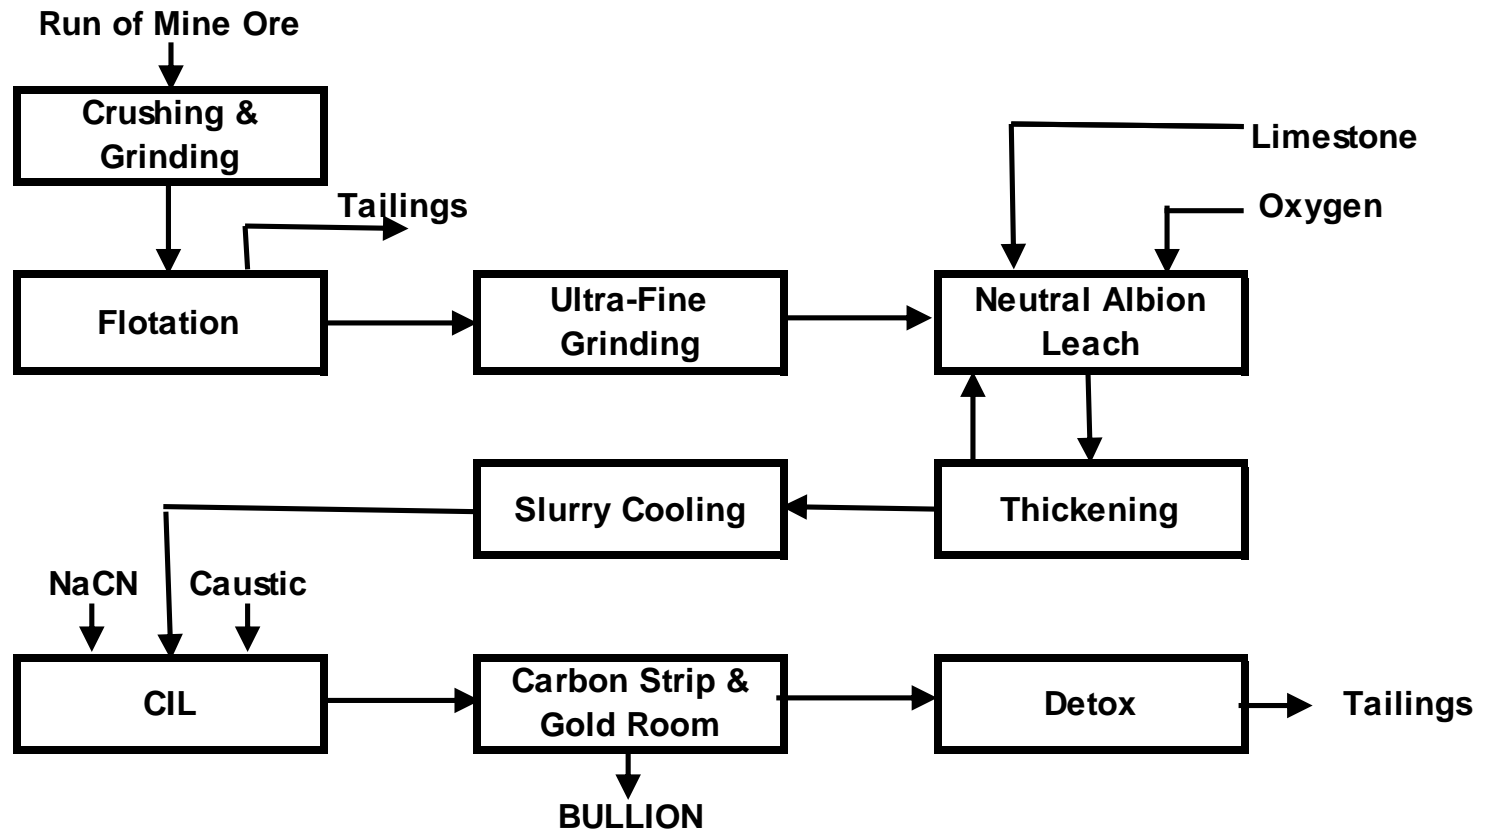 Run of Mine Ore
Crushing &
Grinding
Limestone
Tailings
Oxygen
Flotation
Ultra-Fine
Grinding
Neutral Albion
Leach
Slurry Cooling
Thickening
NaCN
Caustic
CIL
Carbon Strip &
Gold Room
Detox
Tailings
BULLION